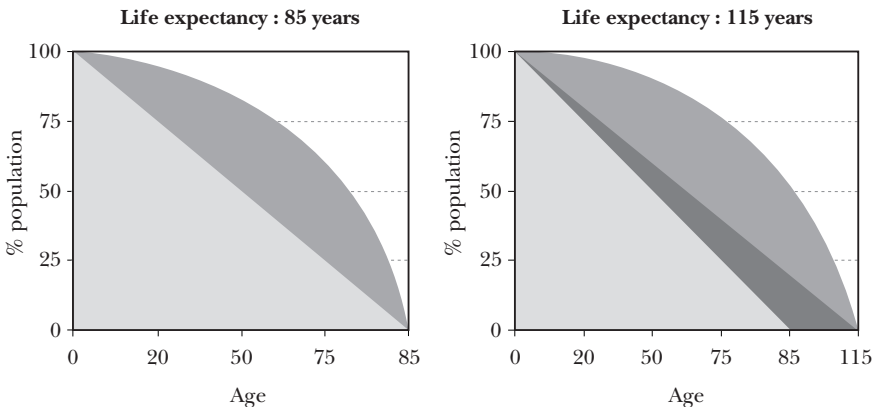 Life expectancy : 85 years
100
75
50
25
0
% population
0 20 50 75 85
Age
Life expectancy : 115 years
100
75
50
25
0
% population
0 20 50 75 85 115
Age